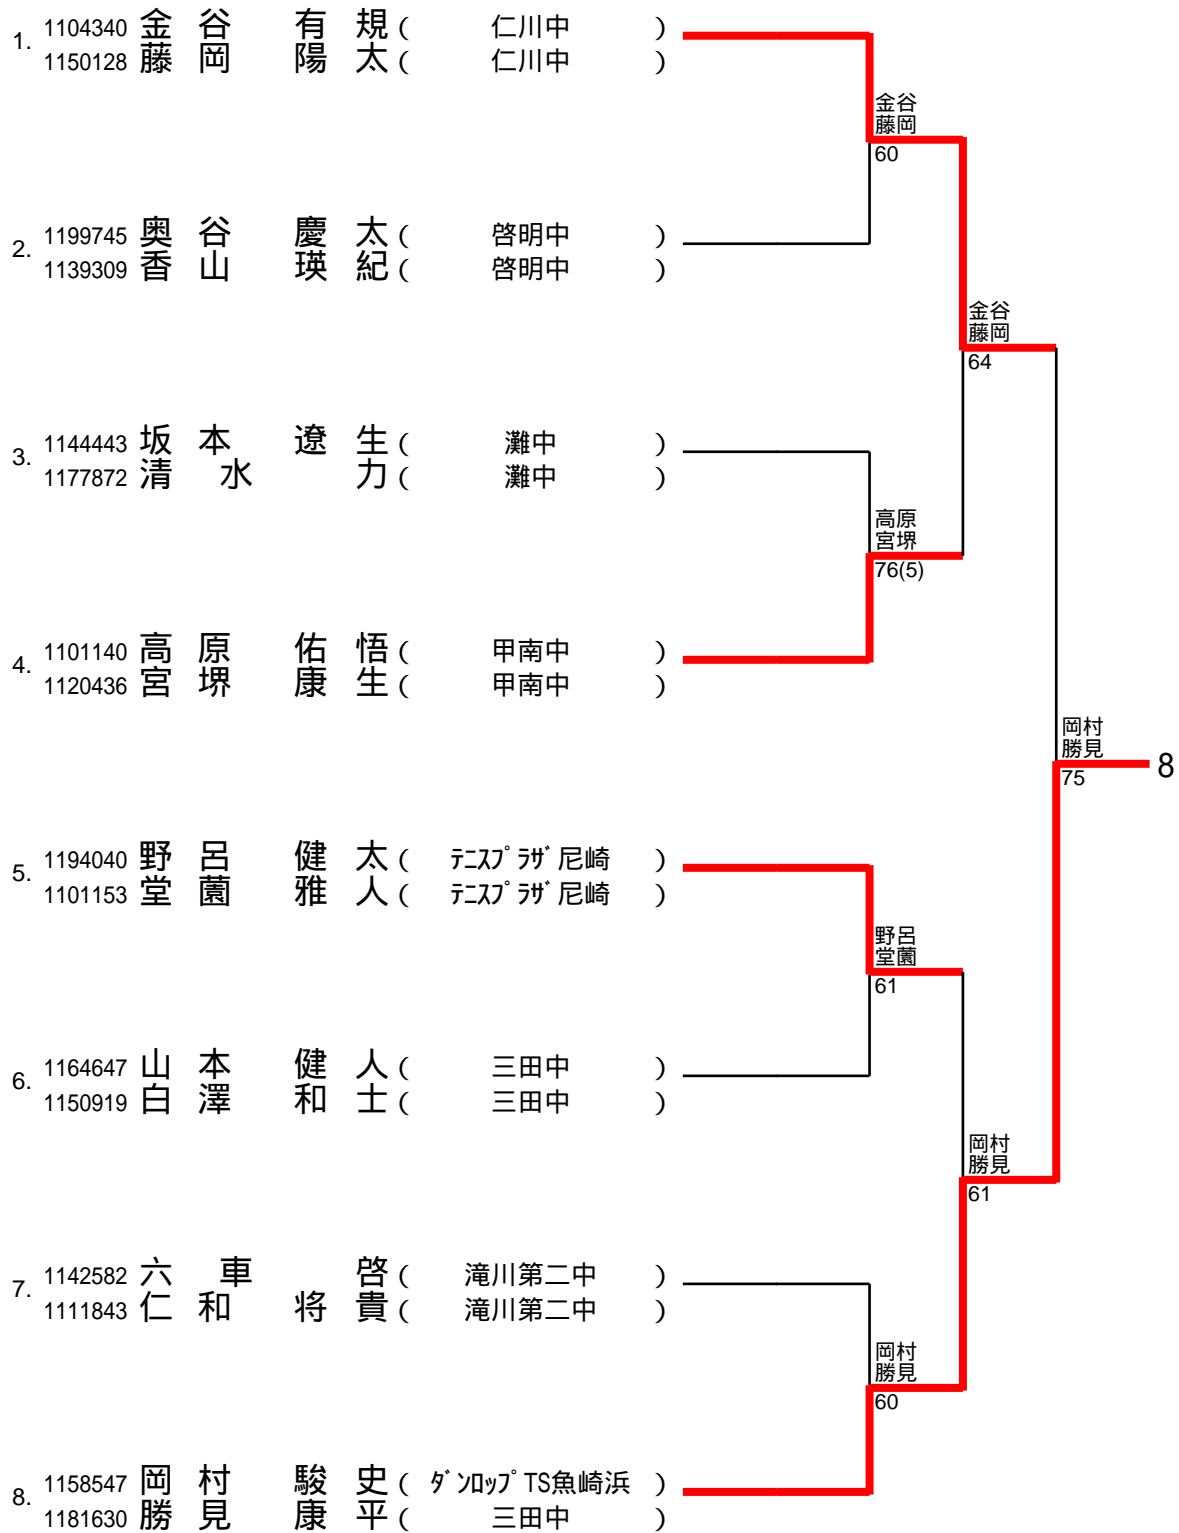 1. 1104340 金谷 有規 ( 仁川中 )
1150128 藤岡 陽太 ( 仁川中 )
金谷
藤岡
60
2. 1199745 奥谷 慶太 ( 啓明中 )
1139309 香山 瑛紀 ( 啓明中 )
金谷
藤岡
64
3. 1144443 坂本 遼生 ( 灘中 )
1177872 清水 力 ( 灘中 )
高原
宮堺
76(5)
4. 1101140 高原 佑悟 ( 甲南中 )
1120436 宮堺 康生 ( 甲南中 )
岡村
勝見
75
8
5. 1194040 野呂 健太 ( ﾃﾆｽﾌﾟﾗｻﾞ尼崎 )
1101153 堂薗 雅人 ( ﾃﾆｽﾌﾟﾗｻﾞ尼崎 )
野呂
堂薗
61
6. 1164647 山本 健人 ( 三田中 )
1150919 白澤 和士 ( 三田中 )
岡村
勝見
61
7. 1142582 六車 啓 ( 滝川第二中 )
1111843 仁和 将貴 ( 滝川第二中 )
岡村
勝見
60
8. 1158547 岡村 駿史 ( ﾀﾞﾝﾛｯﾌﾟTS魚崎浜 )
1181630 勝見 康平 ( 三田中 )